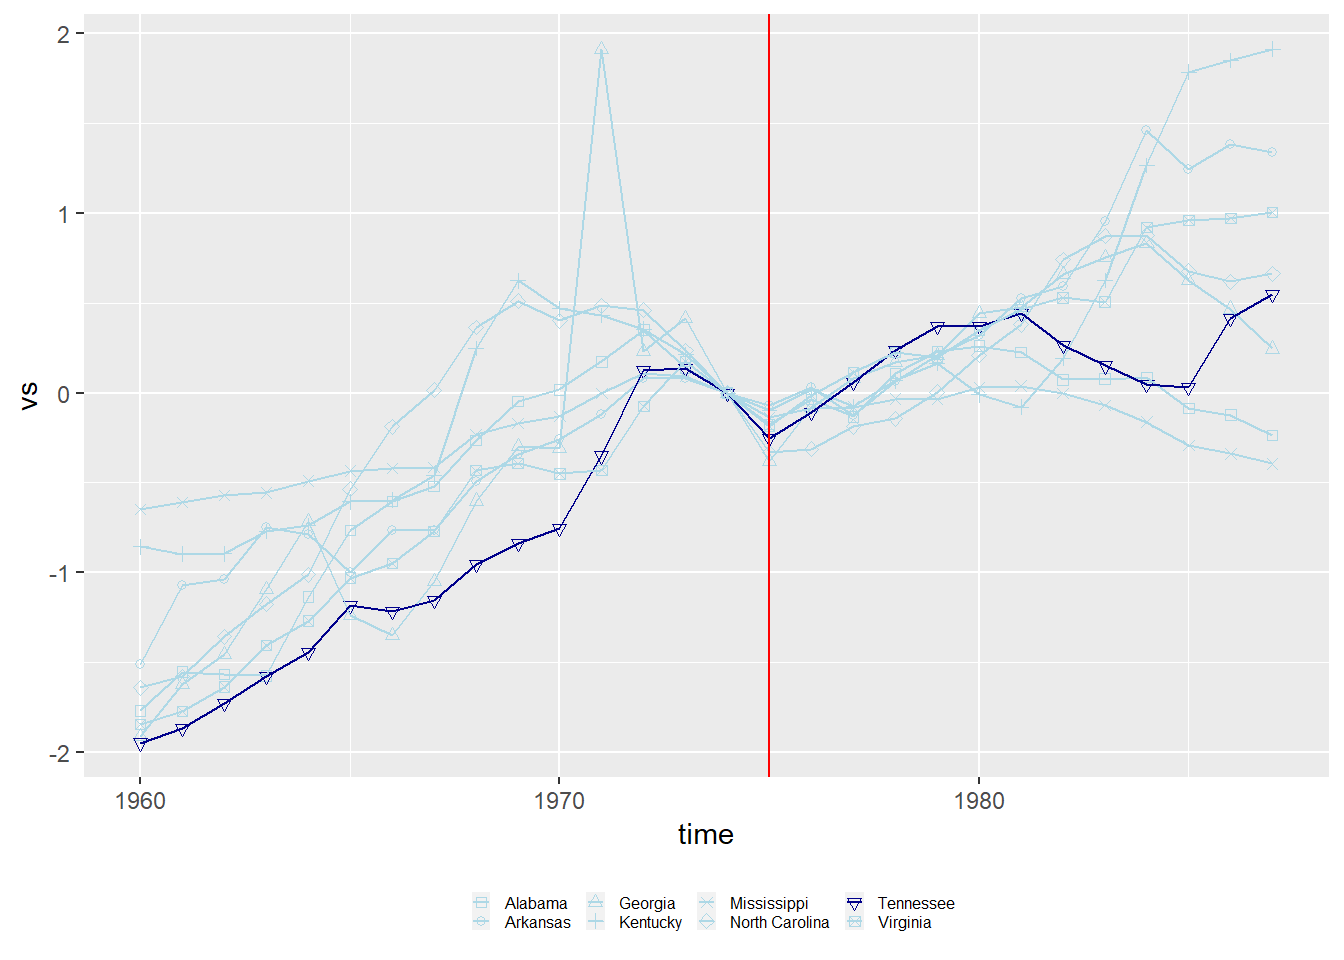 2
1
0
-1
-2
vs
1960 1970 1980
time
Alabama Georgia Mississippi Tennessee
Arkansas Kentucky North Carolina Virginia